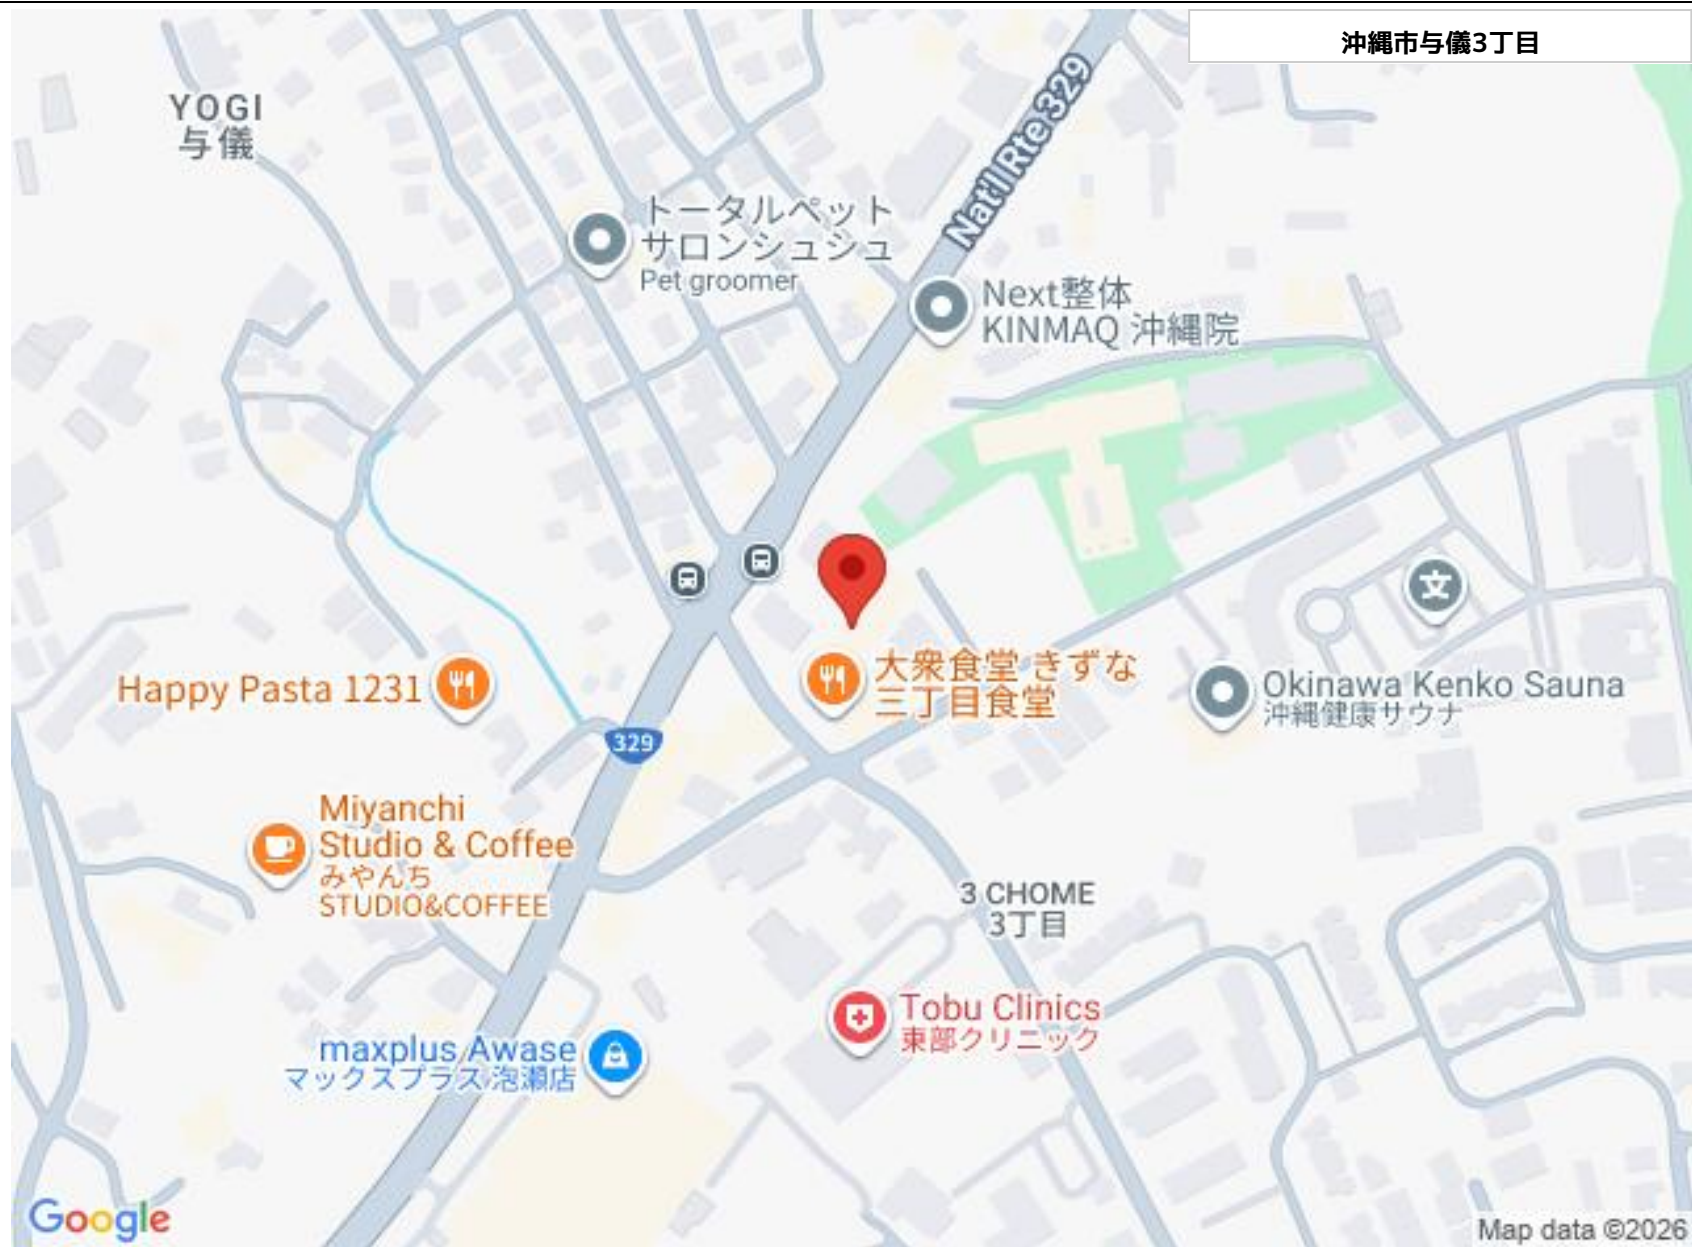 沖縄市与儀3丁目
YOGI
与儀
Nat'l Rte 329
トータルペット
サロンシュシュ
Pet groomer
Next整体
KINMAQ 沖縄院
文
大衆食堂 きずな
三丁目食堂
Happy Pasta 1231
Okinawa Kenko Sauna
沖縄健康サウナ
329
Miyanchi
Studio & Coffee
みやんち
STUDIO&COFFEE
3 CHOME
3丁目
Tobu Clinics
東部クリニック
maxplus Awase
マックスプラス 泡瀬店
Google
Map data ©2026